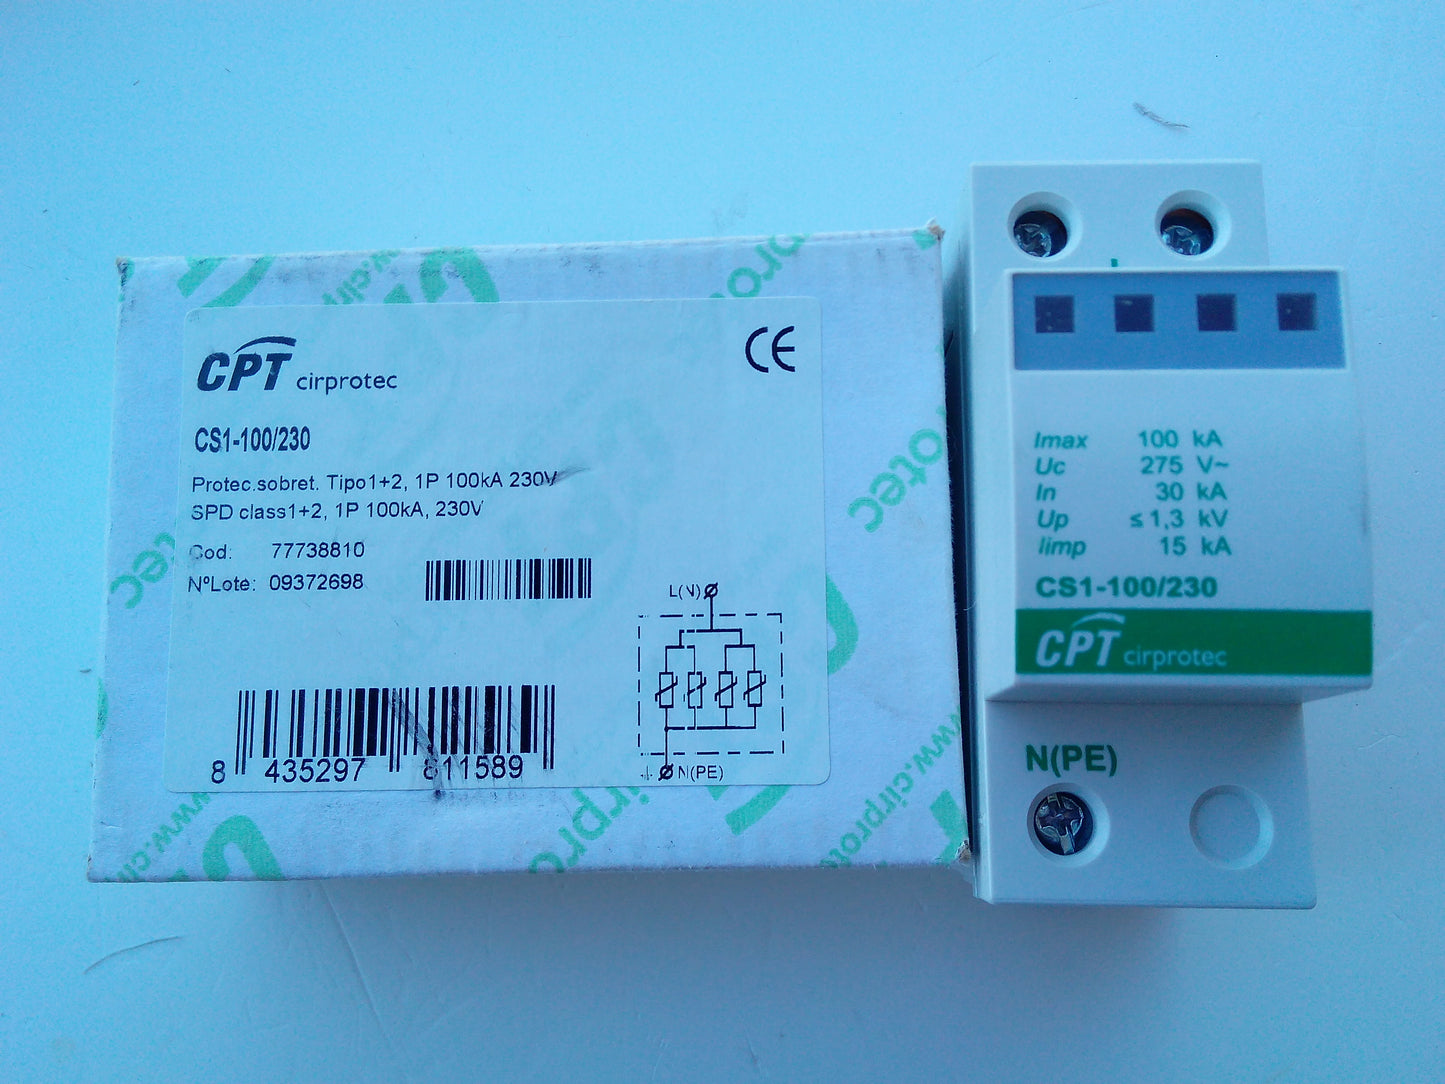 CPT cirprotec
CE
CS1-100/230
Protec.sobret. Tipo1+2, 1P 100kA 230V
SPD class1+2, 1P 100kA, 230V
Cod: 77738810
NºLote: 09372698
L(N)
N(PE)
8 435297 811589
Imax 100 kA
Uc 275 V~
In 30 kA
Up ≤1,3 kV
Iimp 15 kA
CS1-100/230
CPT cirprotec
N(PE)
www.cirprotec